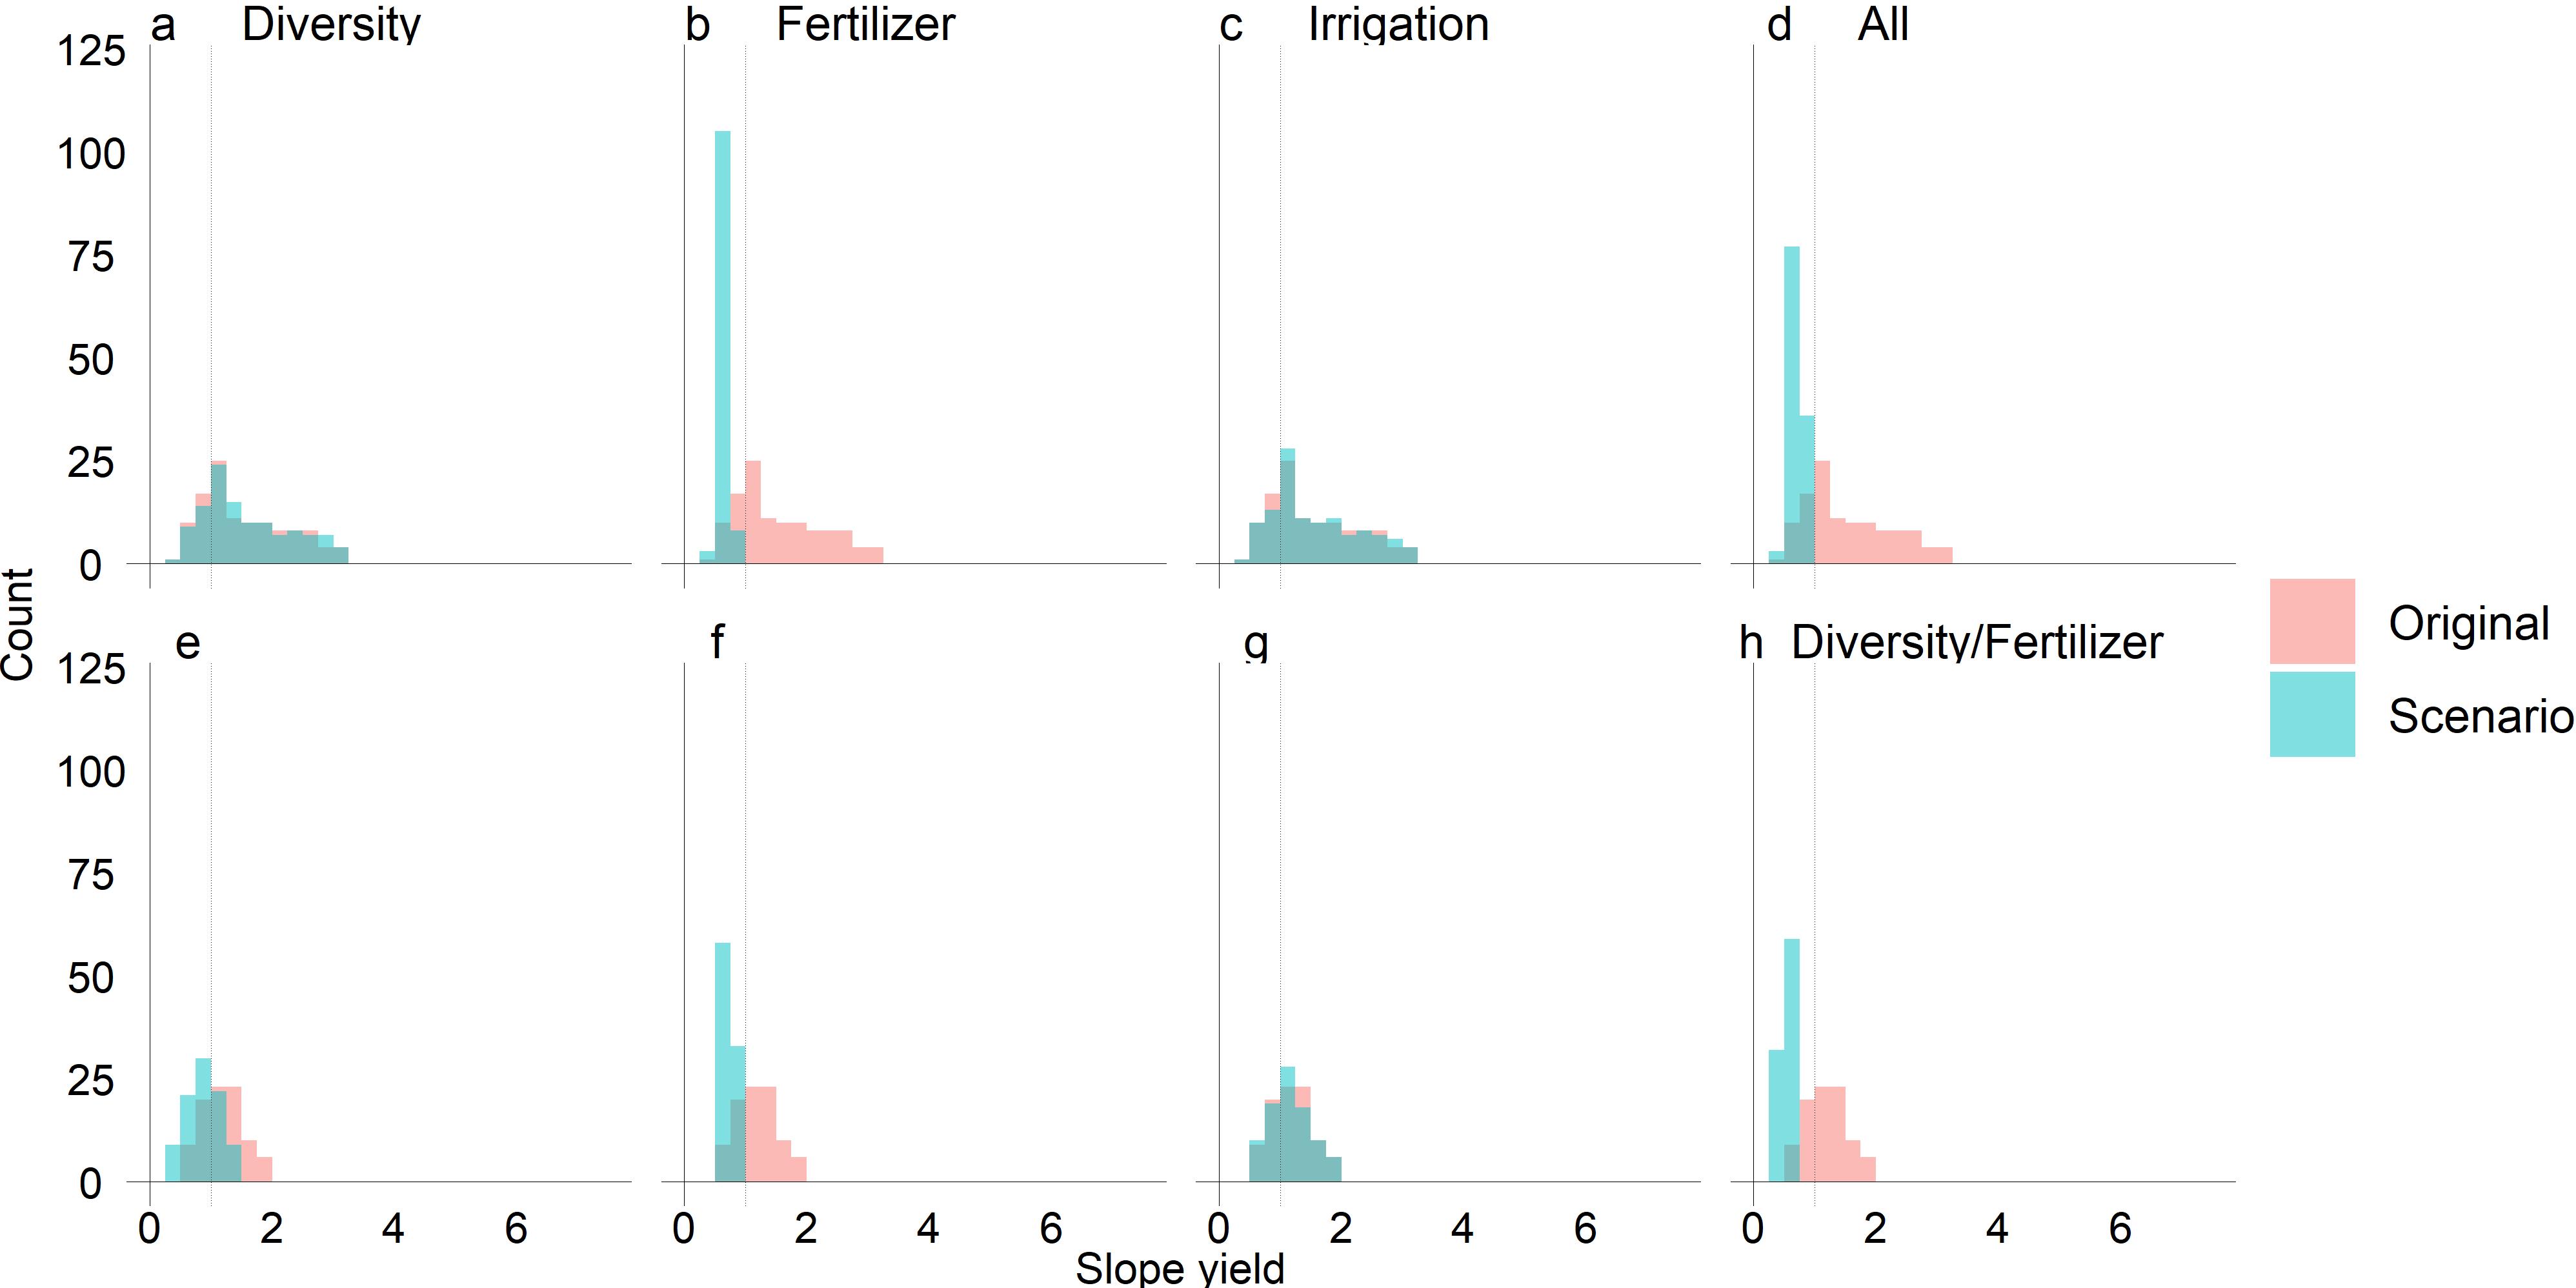 a Diversity
b Fertilizer
c Irrigation
d All
125
100
75
50
25
0
Count
e
f
g
h Diversity/Fertilizer
125
100
75
50
25
0
0 2 4 6
0 2 4 6
0 2 4 6
0 2 4 6
Slope yield
Original
Scenario